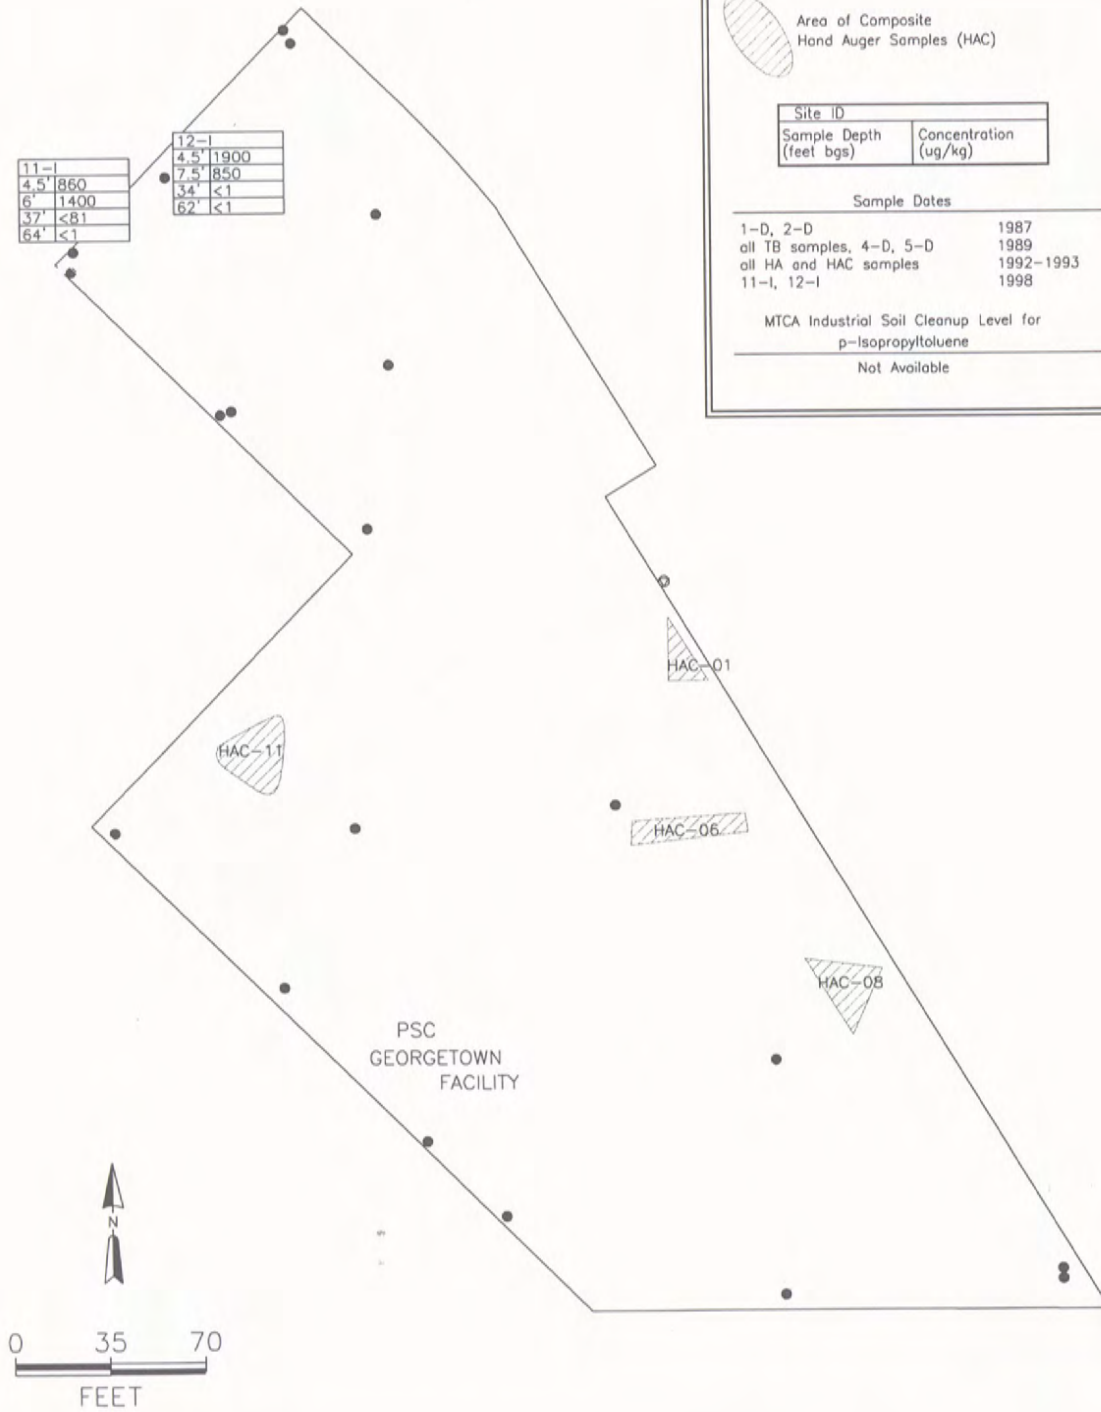 Area of Composite
Hand Auger Samples (HAC)
Site ID
Sample Depth
(feet bgs)
Concentration
(ug/kg)
Sample Dates
1-D, 2-D 1987
all TB samples, 4-D, 5-D 1989
all HA and HAC samples 1992-1993
11-I, 12-I 1998
MTCA Industrial Soil Cleanup Level for
p-Isopropyltoluene
Not Available
12-I
4.5' 1900
7.5' 850
34' <1
62' <1
11-I
4.5' 860
6' 1400
37' <81
64' <1
HAC-01
HAC-11
HAC-06
HAC-08
PSC
GEORGETOWN
FACILITY
N
0 35 70
FEET